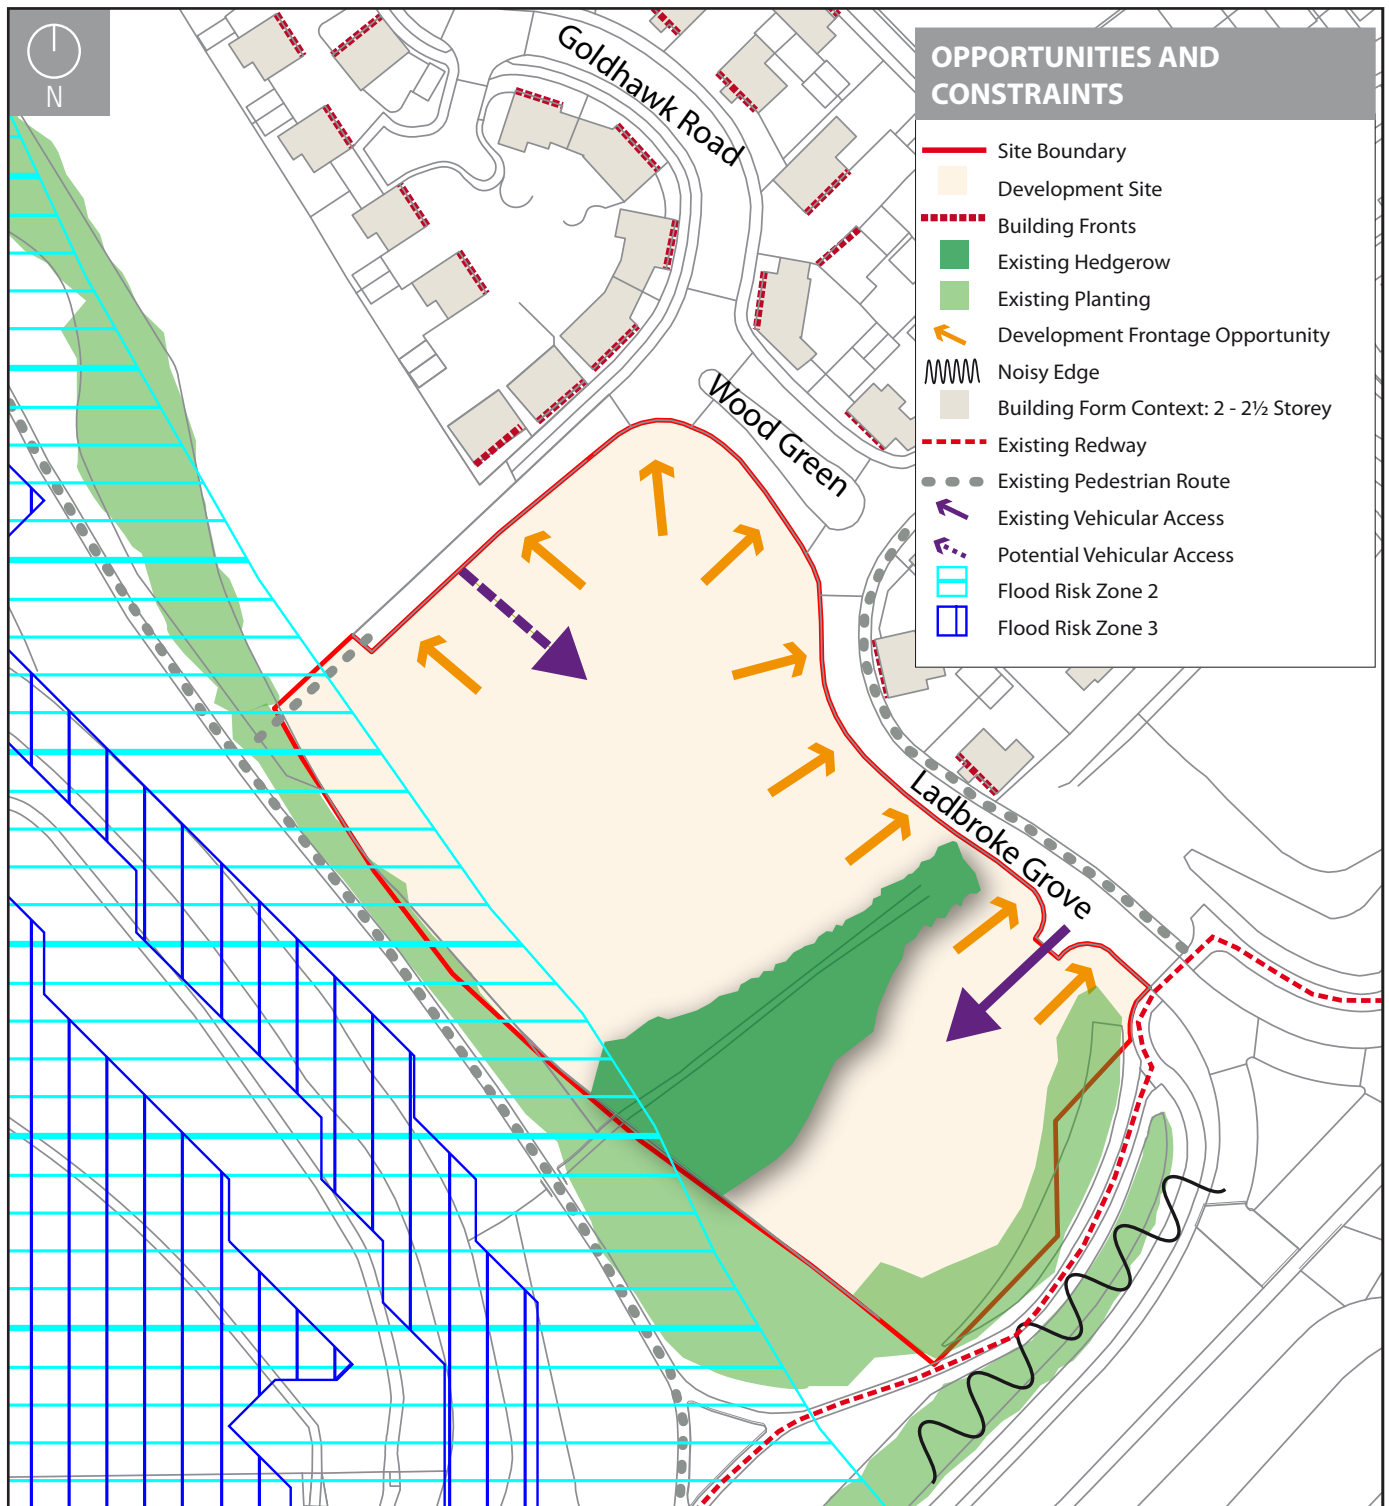 N
Goldhawk Road
Wood Green
Ladbroke Grove
OPPORTUNITIES AND
CONSTRAINTS
Site Boundary
Development Site
Building Fronts
Existing Hedgerow
Existing Planting
Development Frontage Opportunity
Noisy Edge
Building Form Context: 2 - 2½ Storey
Existing Redway
Existing Pedestrian Route
Existing Vehicular Access
Potential Vehicular Access
Flood Risk Zone 2
Flood Risk Zone 3